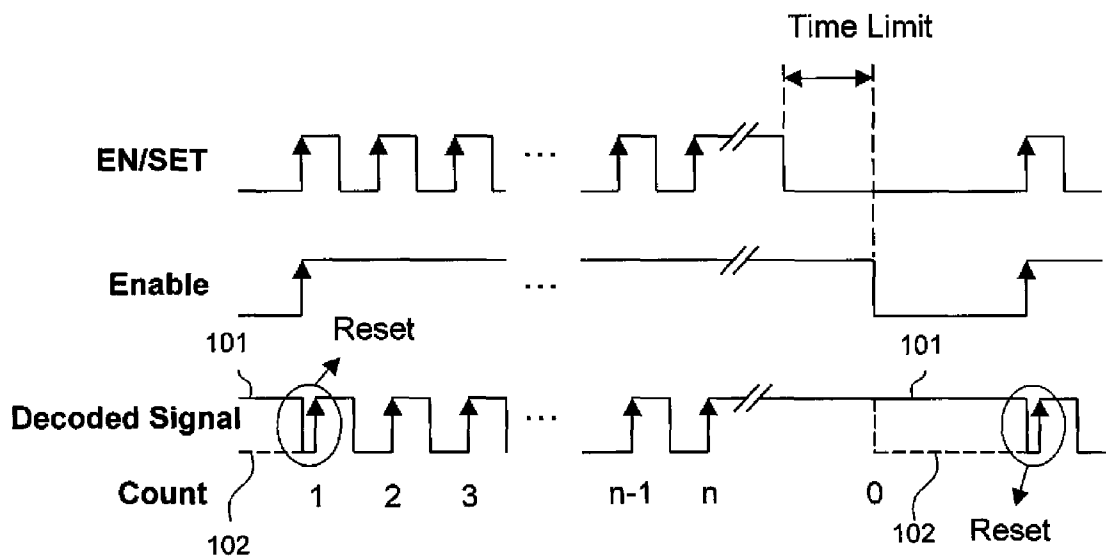 Time Limit
EN/SET
...
Enable
...
101
Reset
101
Decoded Signal
...
Count
1 2 3 n-1 n 0
102
102
Reset